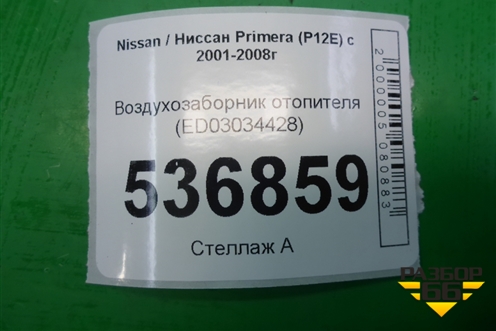 Nissan / Ниссан Primera (P12E) с
2001-2008г
Воздухозаборник отопителя
(ED03034428)
536859
Стеллаж А
2000005080883
РАЗБОР
66